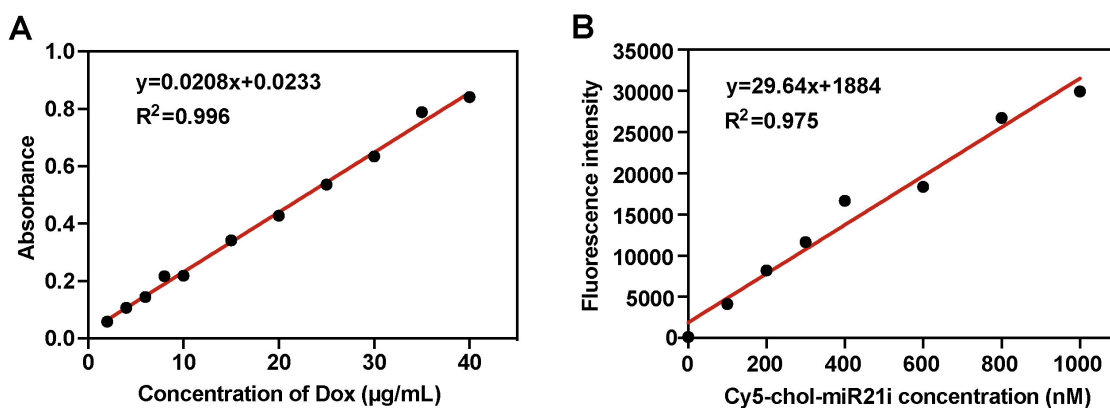 A
y=0.0208x+0.0233
R²=0.996
Absorbance
1.0
0.8
0.6
0.4
0.2
0.0
0 10 20 30 40
Concentration of Dox (µg/mL)
B
y=29.64x+1884
R²=0.975
Fluorescence intensity
35000
30000
25000
20000
15000
10000
5000
0
0 200 400 600 800 1000
Cy5-chol-miR21i concentration (nM)